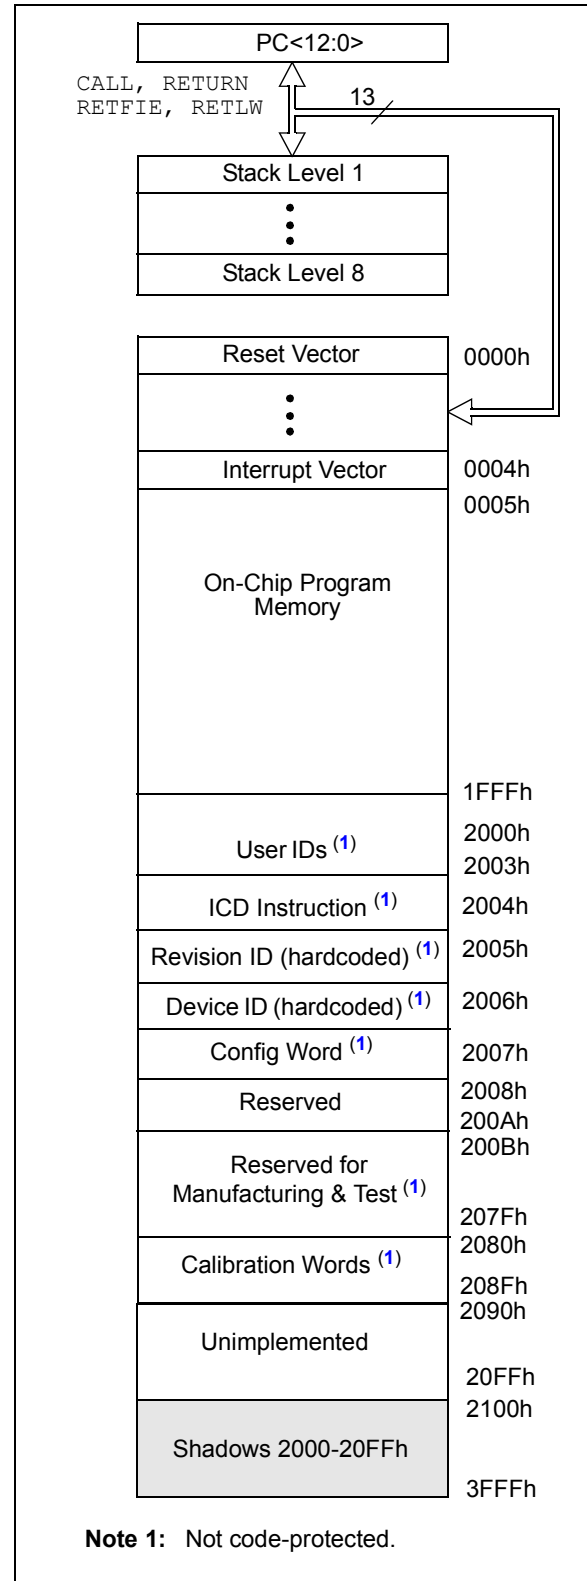 PC<12:0>
CALL, RETURN
RETFIE, RETLW
13
Stack Level 1
Stack Level 8
Reset Vector 0000h
Interrupt Vector 0004h
0005h
On-Chip Program
Memory
1FFFh
2000h
User IDs (1)
2003h
ICD Instruction (1) 2004h
Revision ID (hardcoded) (1) 2005h
Device ID (hardcoded) (1) 2006h
Config Word (1) 2007h
2008h
Reserved
200Ah
200Bh
Reserved for
Manufacturing & Test (1)
207Fh
2080h
Calibration Words (1)
208Fh
2090h
Unimplemented
20FFh
2100h
Shadows 2000-20FFh
3FFFh
Note 1: Not code-protected.